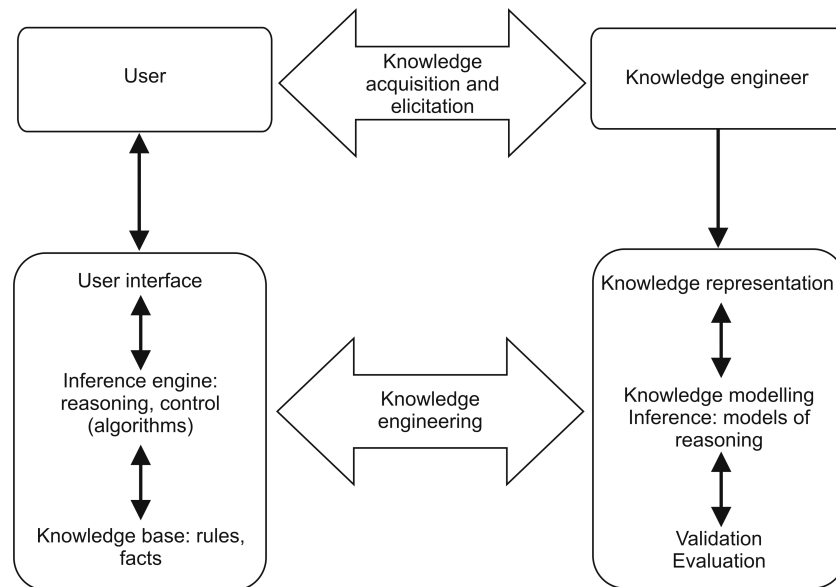 User
Knowledge
acquisition and
elicitation
Knowledge engineer
User interface
Inference engine:
reasoning, control
(algorithms)
Knowledge base: rules,
facts
Knowledge
engineering
Knowledge representation
Knowledge modelling
Inference: models of
reasoning
Validation
Evaluation